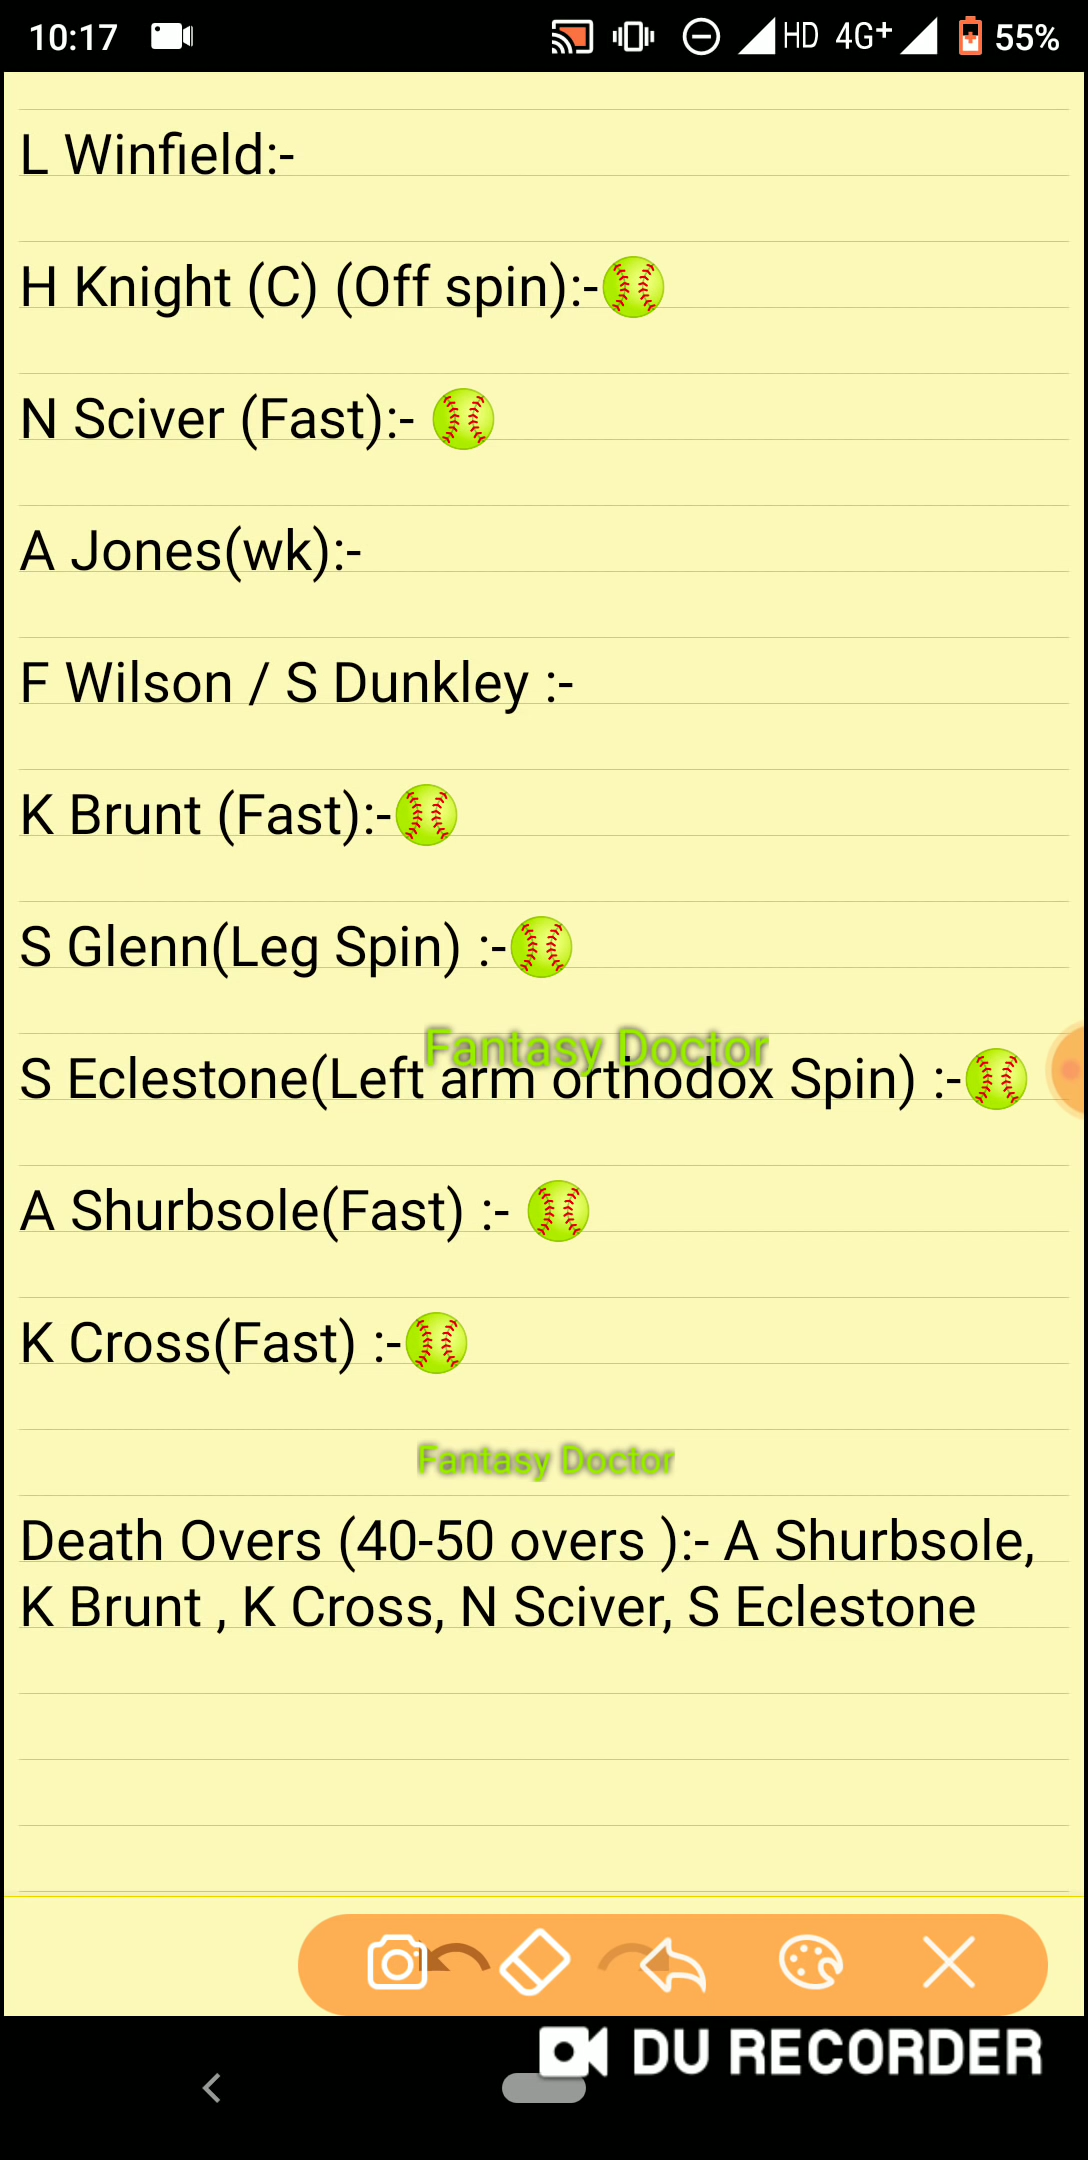 10:17 HD 4G+ 55%
L Winfield:-
H Knight (C) (Off spin):-
N Sciver (Fast):-
A Jones(wk):-
F Wilson / S Dunkley :-
K Brunt (Fast):-
S Glenn(Leg Spin) :-
Fantasy Doctor
S Eclestone(Left arm orthodox Spin) :-
A Shurbsole(Fast) :-
K Cross(Fast) :-
Fantasy Doctor
Death Overs (40-50 overs ):- A Shurbsole,
K Brunt , K Cross, N Sciver, S Eclestone
DU RECORDER